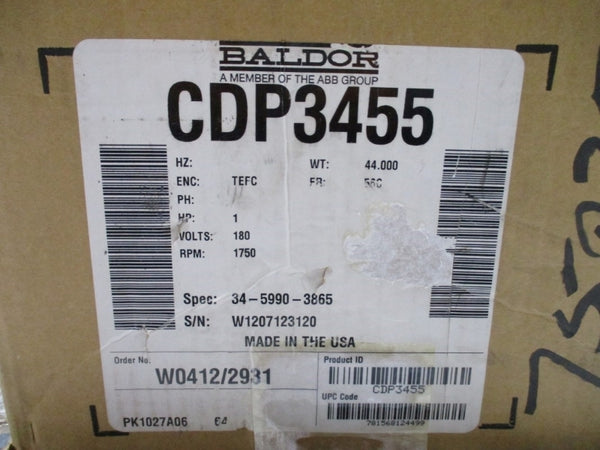 BALDOR
A MEMBER OF THE ABB GROUP
CDP3455
HZ: WT: 44.000
ENC: TEFC FR: 56C
PH:
HP: 1
VOLTS: 180
RPM: 1750
Spec: 34-5990-3865
S/N: W1207123120
MADE IN THE USA
Order No. Product ID
W0412/2931
CDP3455
UPC Code
PK1027A06 64
781568124499